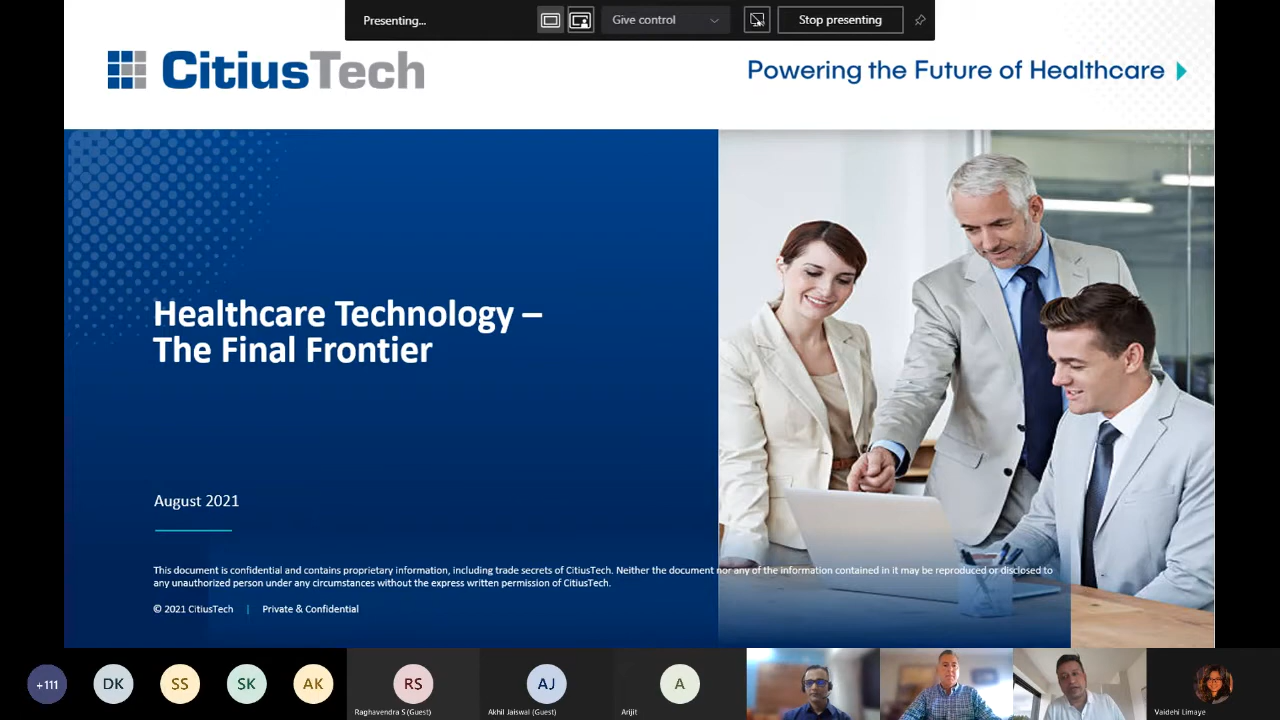 Presenting...
Give control
Stop presenting
CitiusTech
Powering the Future of Healthcare
Healthcare Technology –
The Final Frontier
August 2021
This document is confidential and contains proprietary information, including trade secrets of CitiusTech. Neither the document nor any of the information contained in it may be reproduced or disclosed to
any unauthorized person under any circumstances without the express written permission of CitiusTech.
© 2021 CitiusTech | Private & Confidential
+111
DK
SS
SK
AK
RS
AJ
A
Raghavendra S (Guest)
Akhil Jaiswal (Guest)
Arijit
Vaidehi Limaye